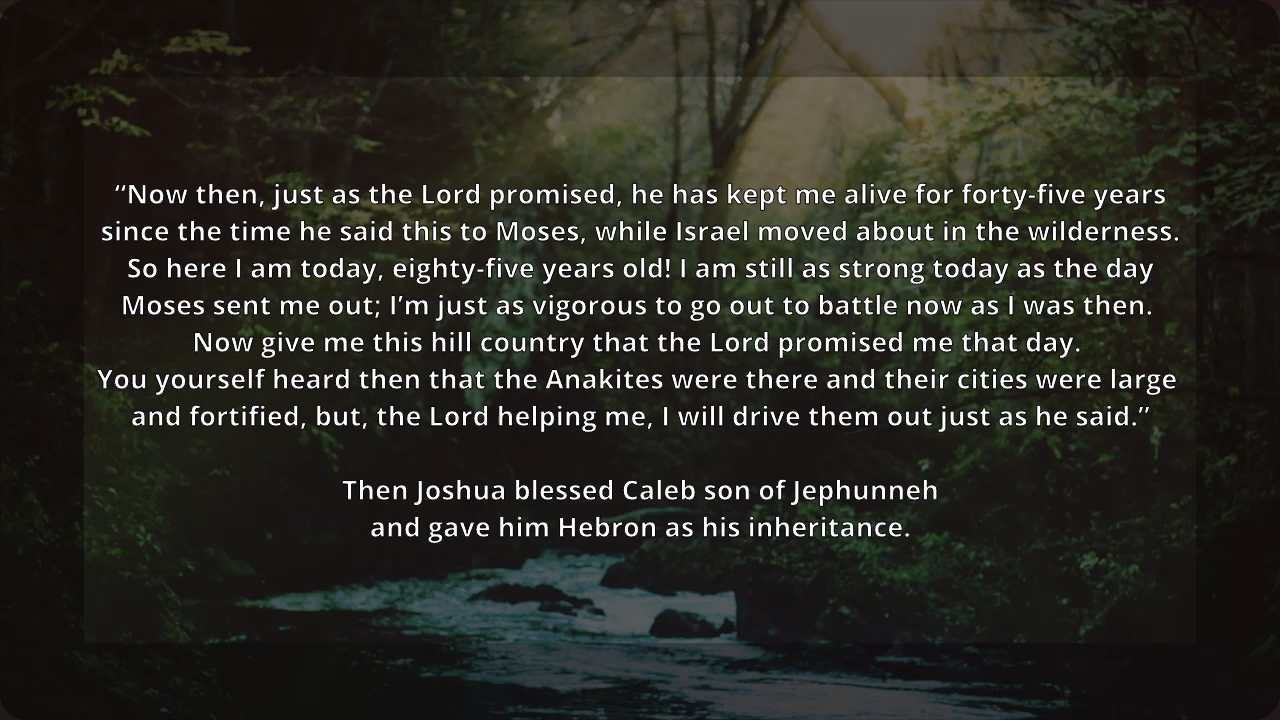 “Now then, just as the Lord promised, he has kept me alive for forty-five years
since the time he said this to Moses, while Israel moved about in the wilderness.
So here I am today, eighty-five years old! I am still as strong today as the day
Moses sent me out; I’m just as vigorous to go out to battle now as I was then.
Now give me this hill country that the Lord promised me that day.
You yourself heard then that the Anakites were there and their cities were large
and fortified, but, the Lord helping me, I will drive them out just as he said.”
Then Joshua blessed Caleb son of Jephunneh
and gave him Hebron as his inheritance.